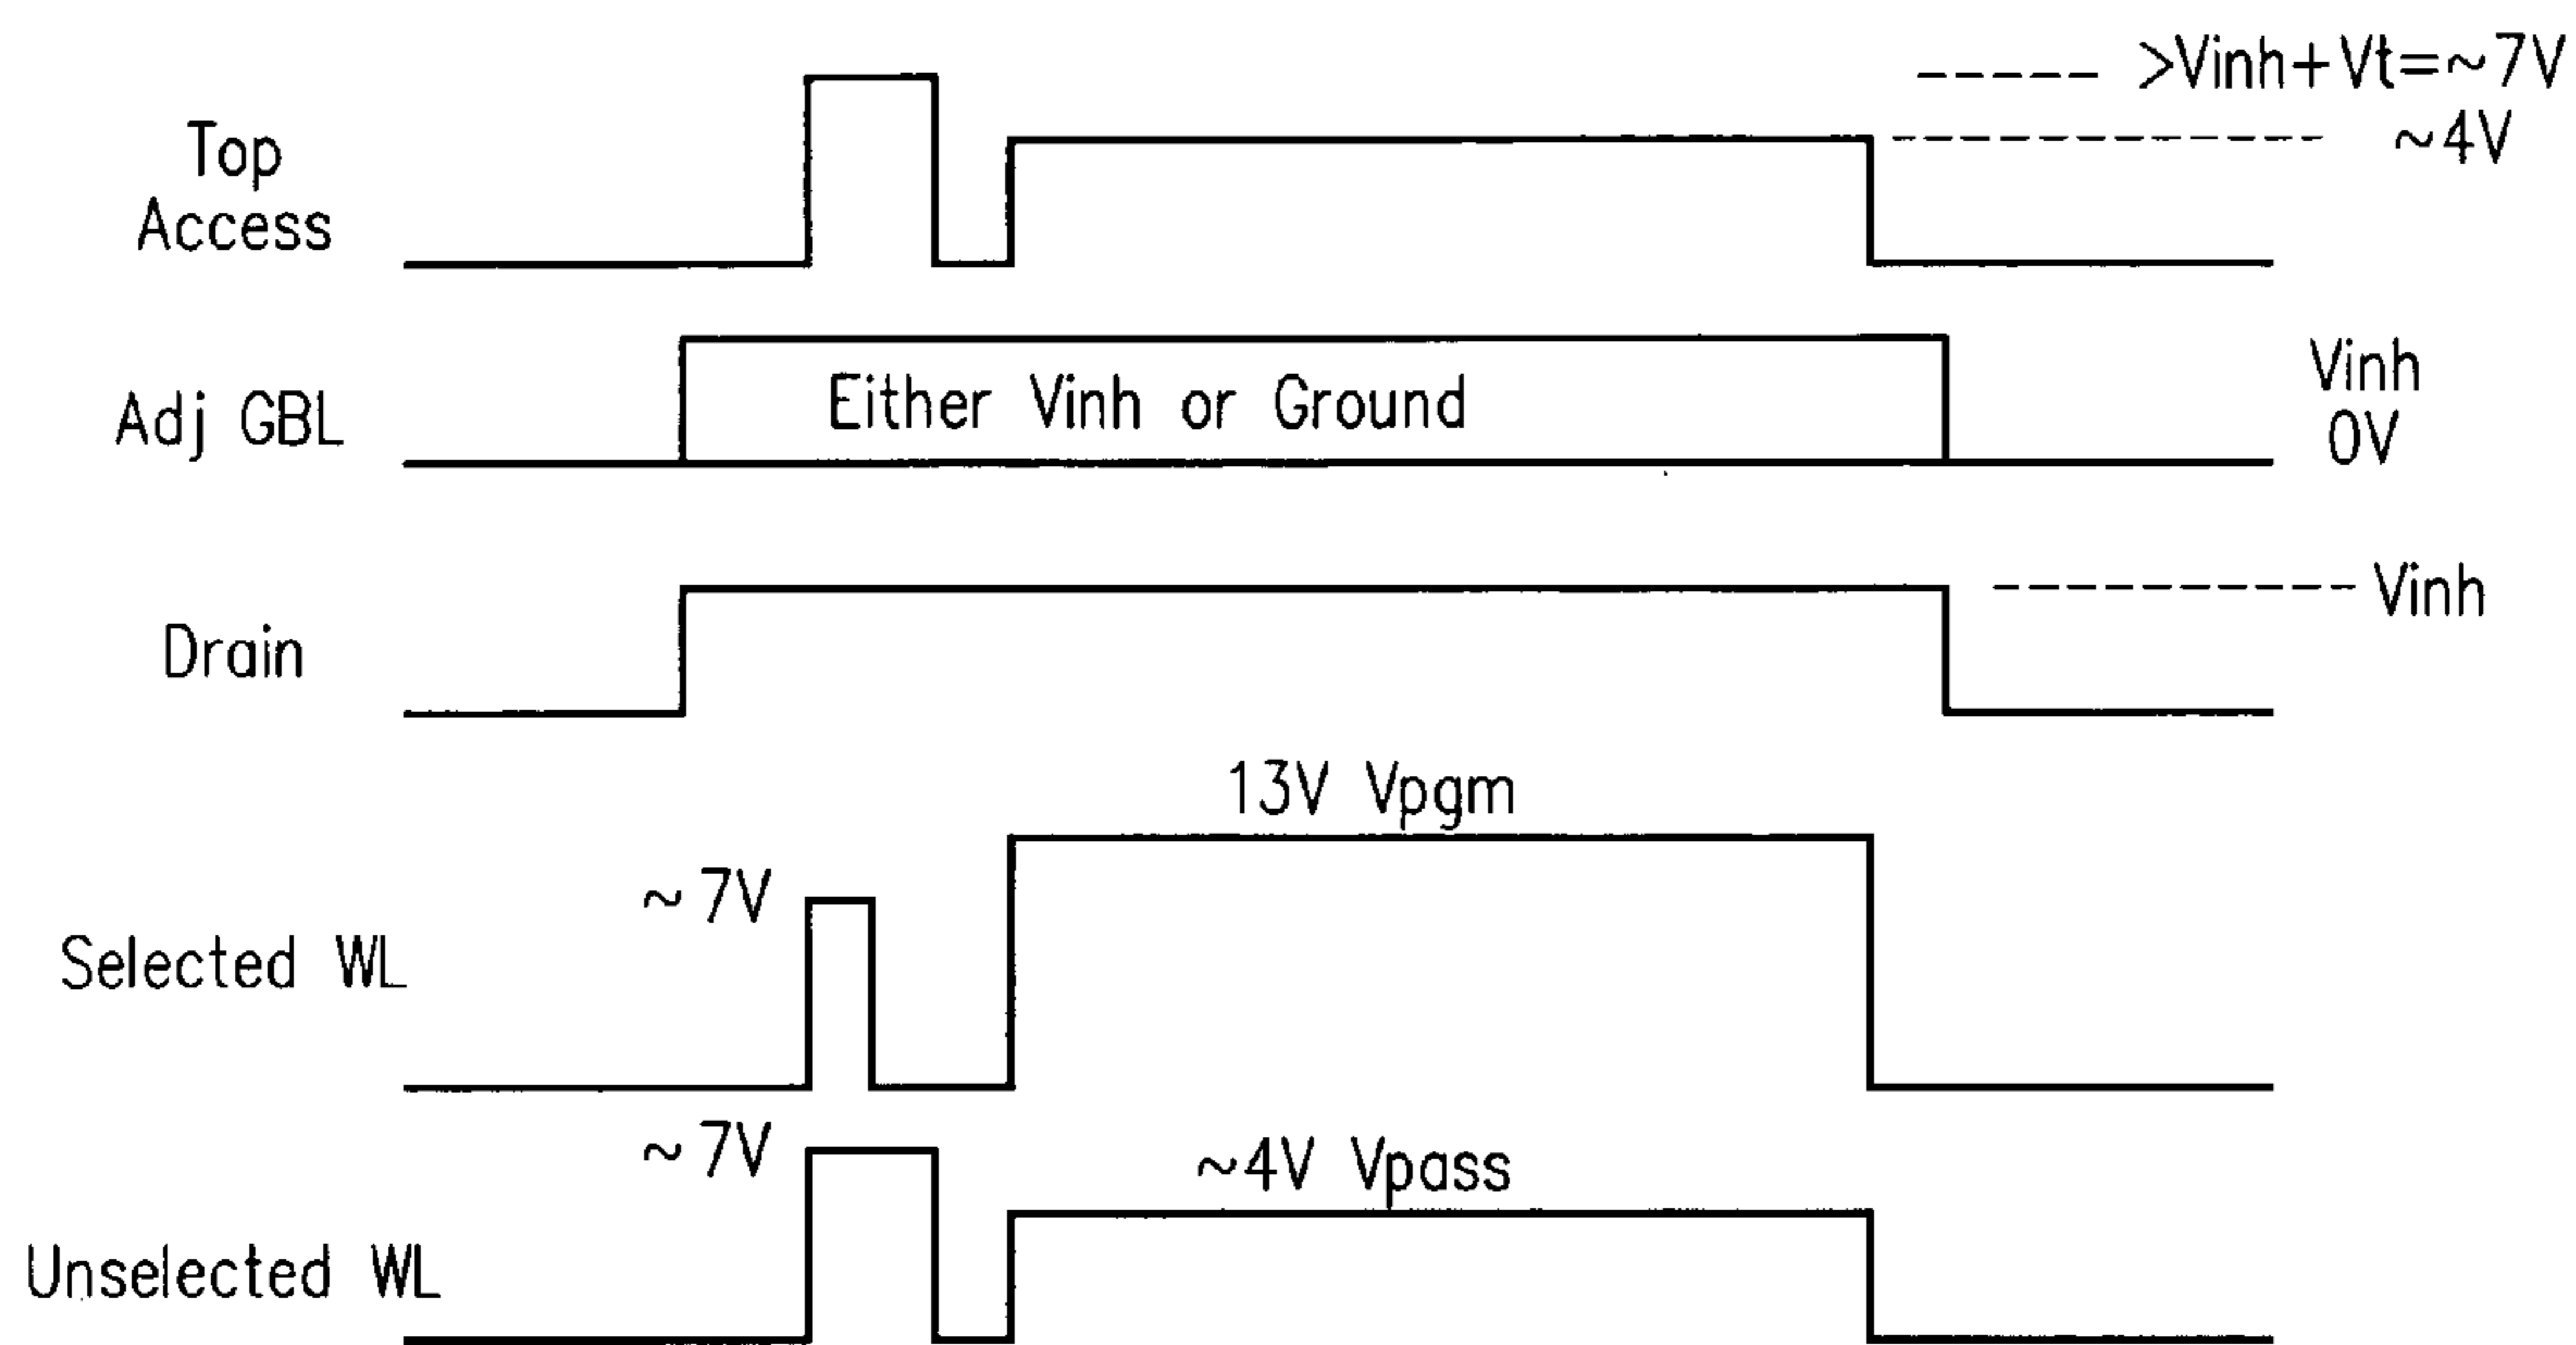 >Vinh+Vt=~7V
~4V
Top
Access
Either Vinh or Ground
Vinh
0V
Adj GBL
Vinh
Drain
13V Vpgm
~7V
Selected WL
~7V
~4V Vpass
Unselected WL